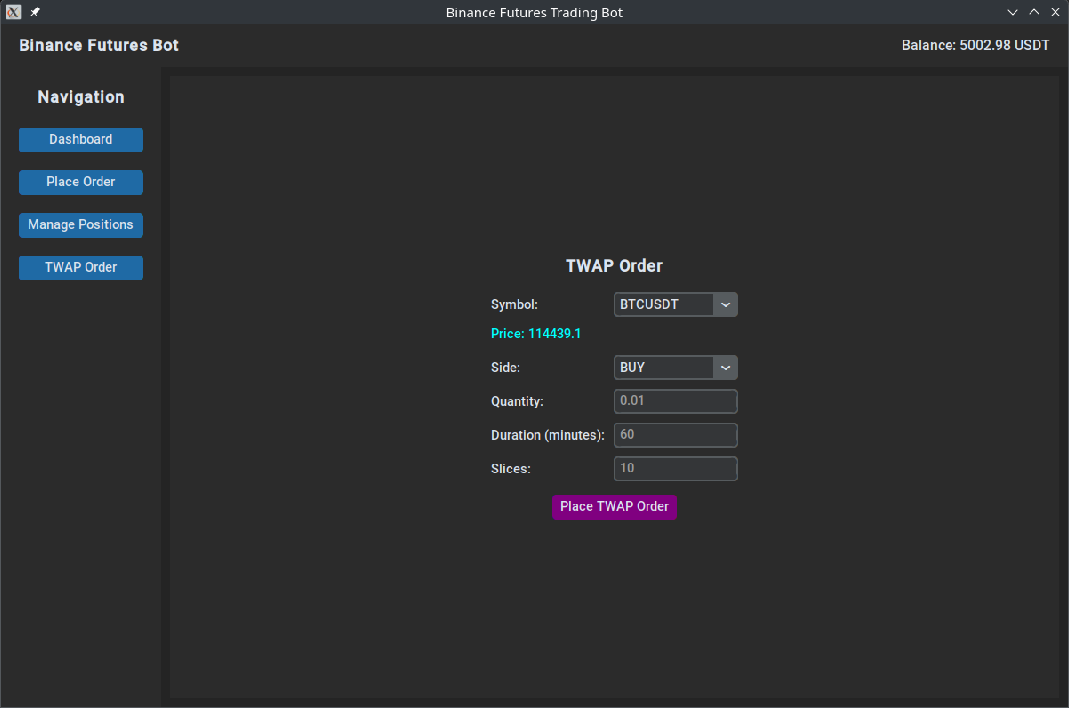 Binance Futures Trading Bot
Binance Futures Bot
Balance: 5002.98 USDT
Navigation
Dashboard
Place Order
Manage Positions
TWAP Order
TWAP Order
Symbol: BTCUSDT
Price: 114439.1
Side: BUY
Quantity: 0.01
Duration (minutes): 60
Slices: 10
Place TWAP Order